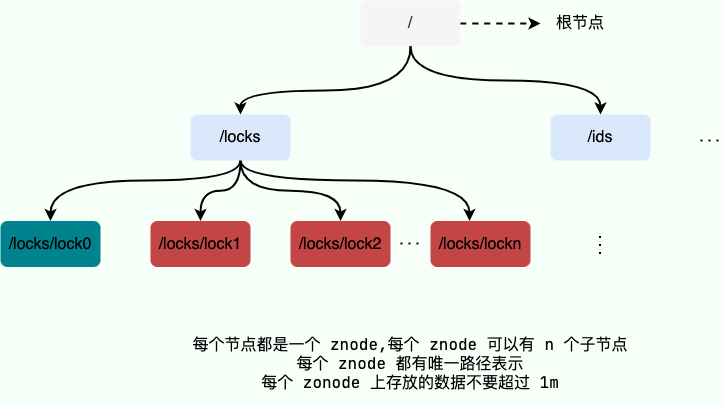 /
根节点
/locks
/ids
...
/locks/lock0
/locks/lock1
/locks/lock2
...
/locks/lockn
⋮
每个节点都是一个 znode,每个 znode 可以有 n 个子节点
每个 znode 都有唯一路径表示
每个 zonode 上存放的数据不要超过 1m